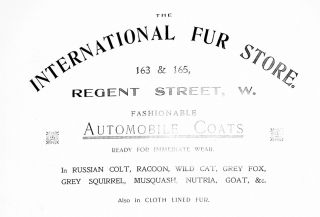 THE
INTERNATIONAL FUR STORE.
163 & 165,
REGENT STREET, W.
FASHIONABLE
AUTOMOBILE COATS
READY FOR IMMEDIATE WEAR.
In RUSSIAN COLT, RACOON, WILD CAT, GREY FOX,
GREY SQUIRREL, MUSQUASH, NUTRIA, GOAT, &c.
Also in CLOTH LINED FUR.